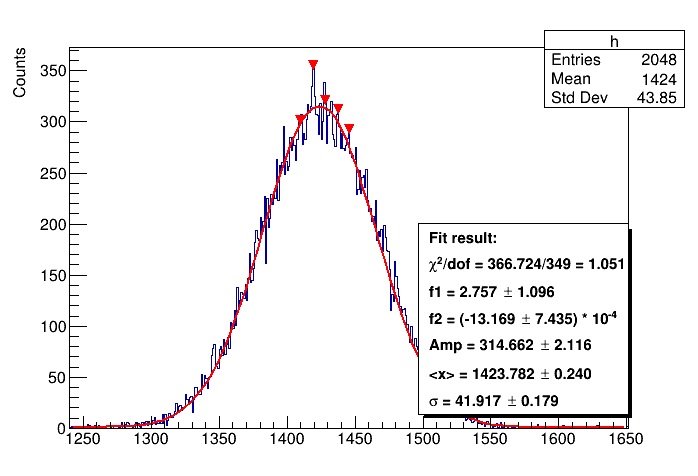 h
Entries 2048
Mean 1424
Std Dev 43.85
Counts
350
300
250
200
150
100
50
0
Fit result:
χ²/dof = 366.724/349 = 1.051
f1 = 2.757 ± 1.096
f2 = (-13.169 ± 7.435) * 10⁻⁴
Amp = 314.662 ± 2.116
<x> = 1423.782 ± 0.240
σ = 41.917 ± 0.179
1250 1300 1350 1400 1450 1500 1550 1600 1650